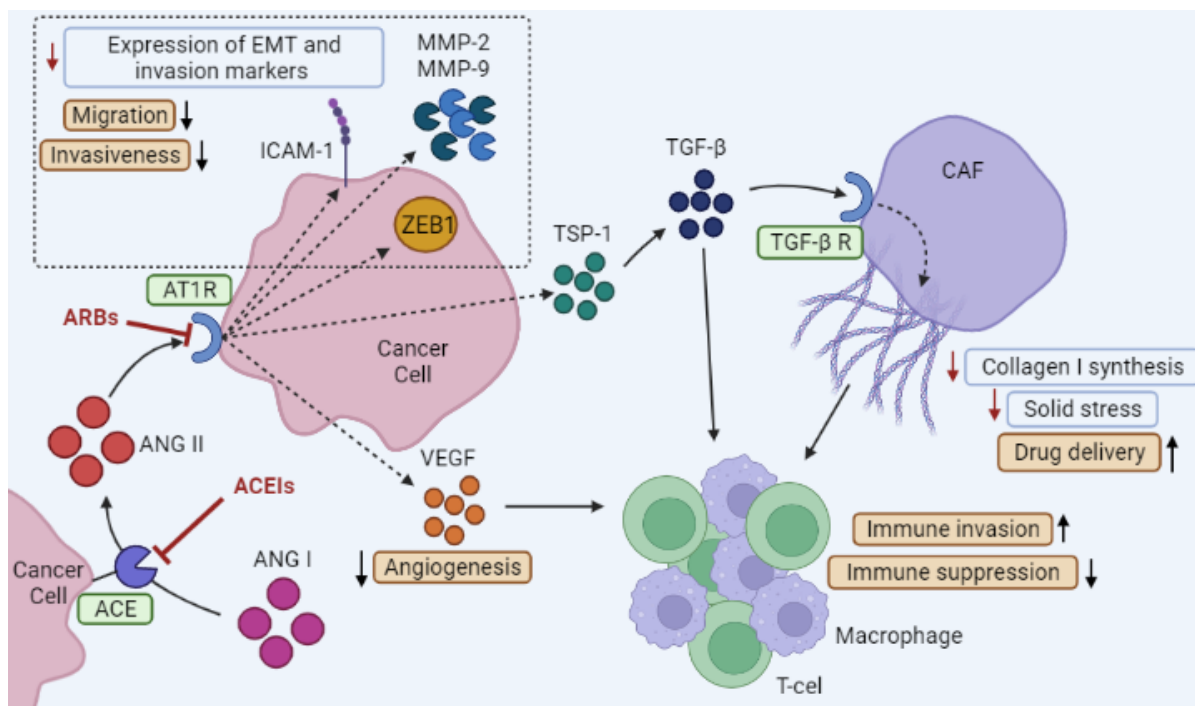 Expression of EMT and
invasion markers
MMP-2
MMP-9
Migration
Invasiveness
ICAM-1
ZEB1
TGF-β
CAF
TSP-1
TGF-β R
AT1R
ARBs
Cancer
Cell
Collagen I synthesis
Solid stress
Drug delivery
ANG II
VEGF
ACEIs
Immune invasion
Immune suppression
ANG I
Angiogenesis
Cancer
Cell
ACE
Macrophage
T-cel